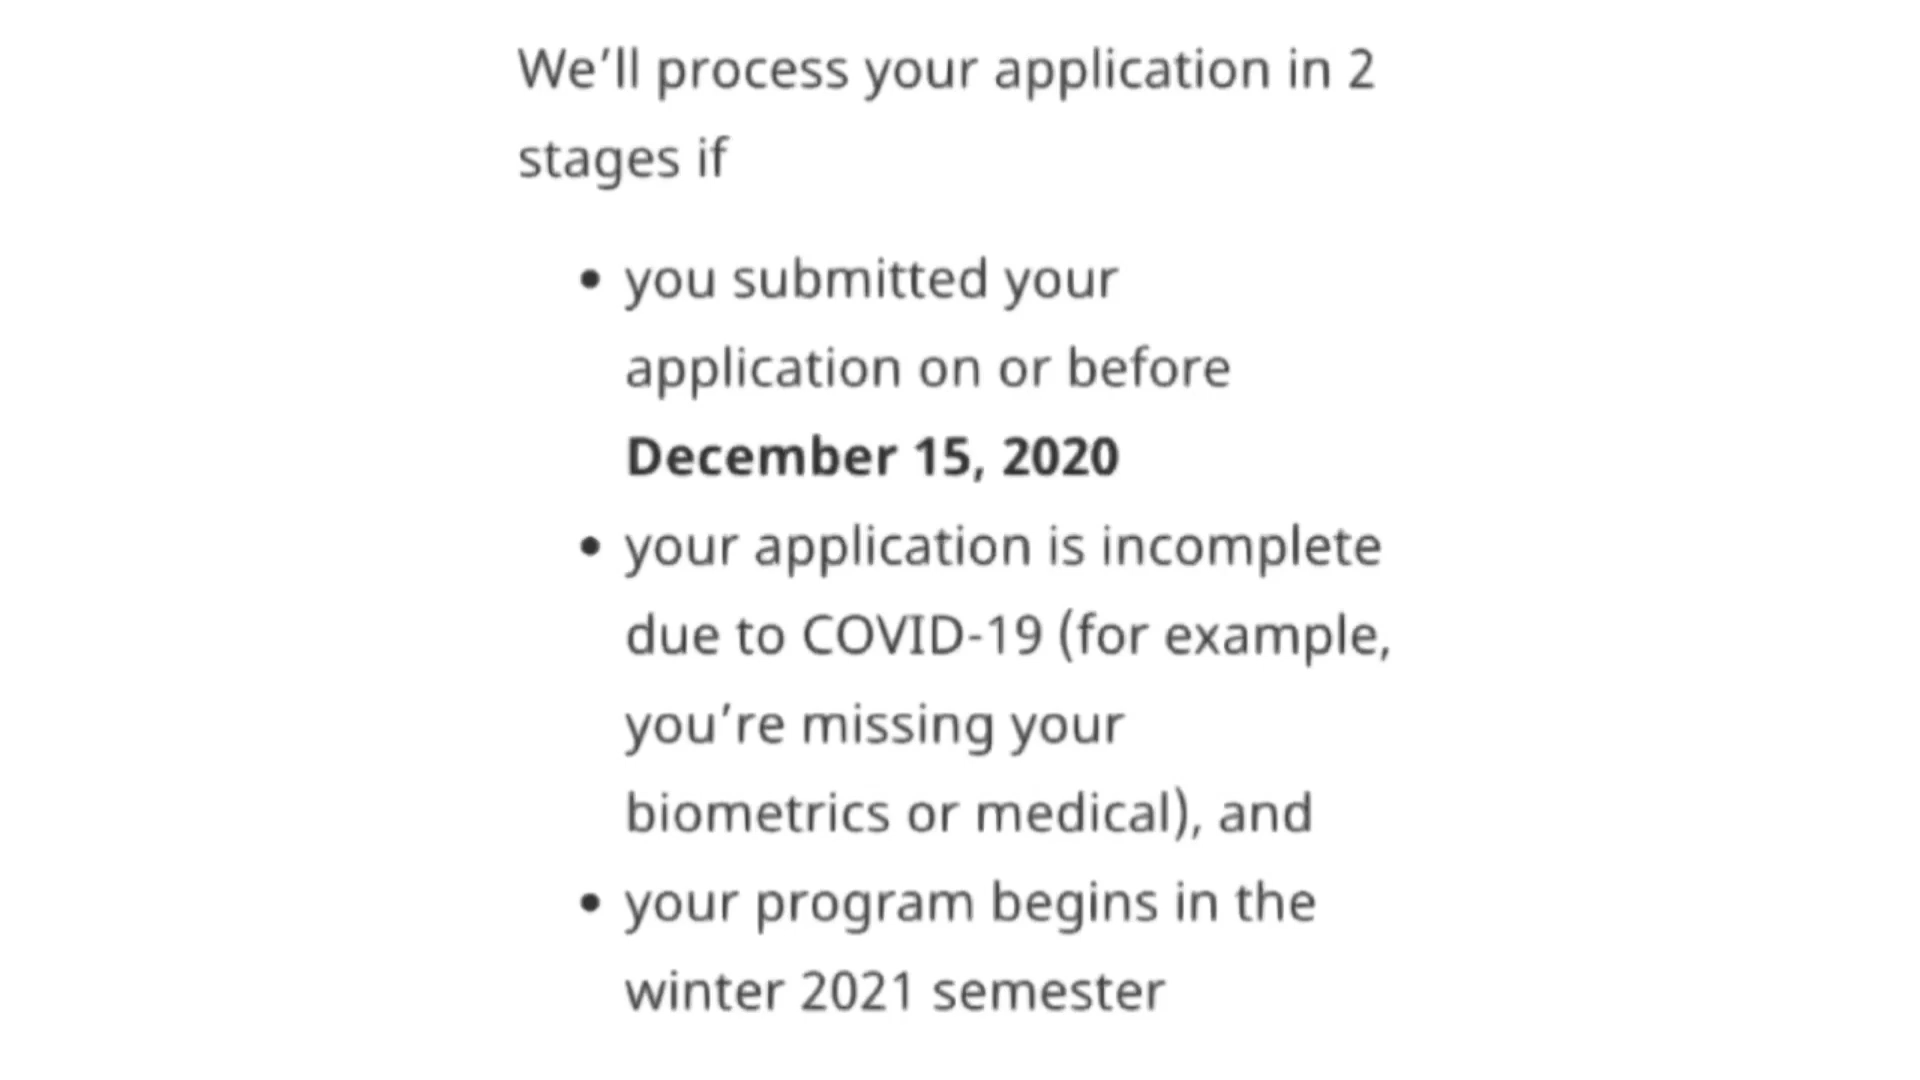 We’ll process your application in 2
stages if
• you submitted your
application on or before
December 15, 2020
• your application is incomplete
due to COVID-19 (for example,
you’re missing your
biometrics or medical), and
• your program begins in the
winter 2021 semester